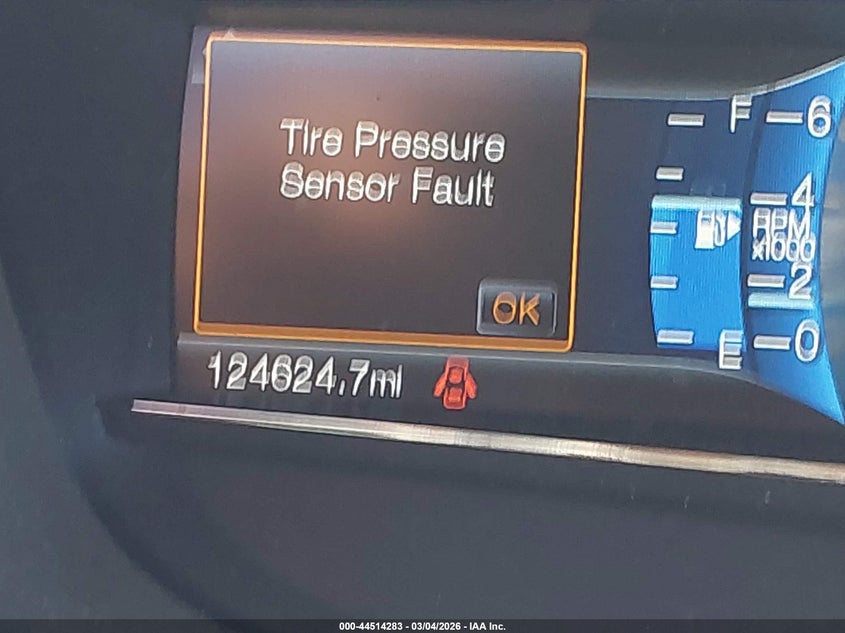 Tire Pressure
Sensor Fault
OK
124624.7mi
F
E
6
4
RPM
x1000
2
0
000-44514283 - 03/04/2026 - IAA Inc.